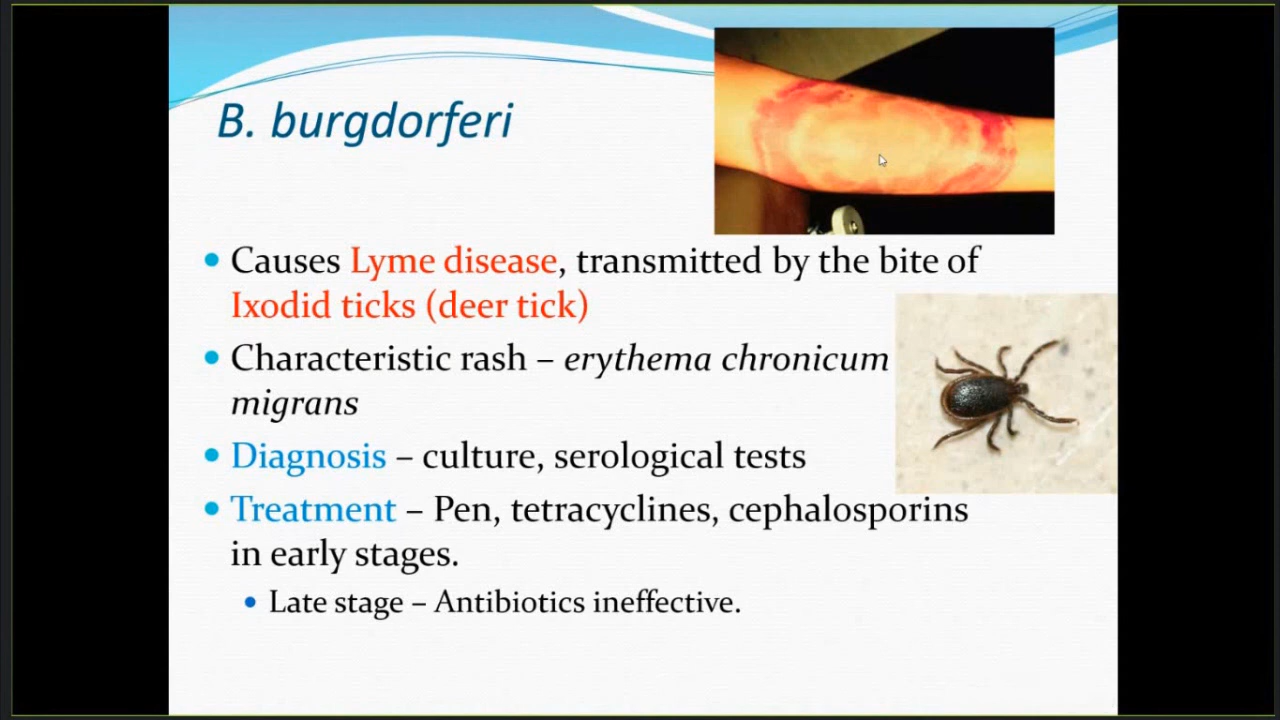 B. burgdorferi
• Causes Lyme disease, transmitted by the bite of
Ixodid ticks (deer tick)
• Characteristic rash – erythema chronicum
migrans
• Diagnosis – culture, serological tests
• Treatment – Pen, tetracyclines, cephalosporins
in early stages.
• Late stage – Antibiotics ineffective.